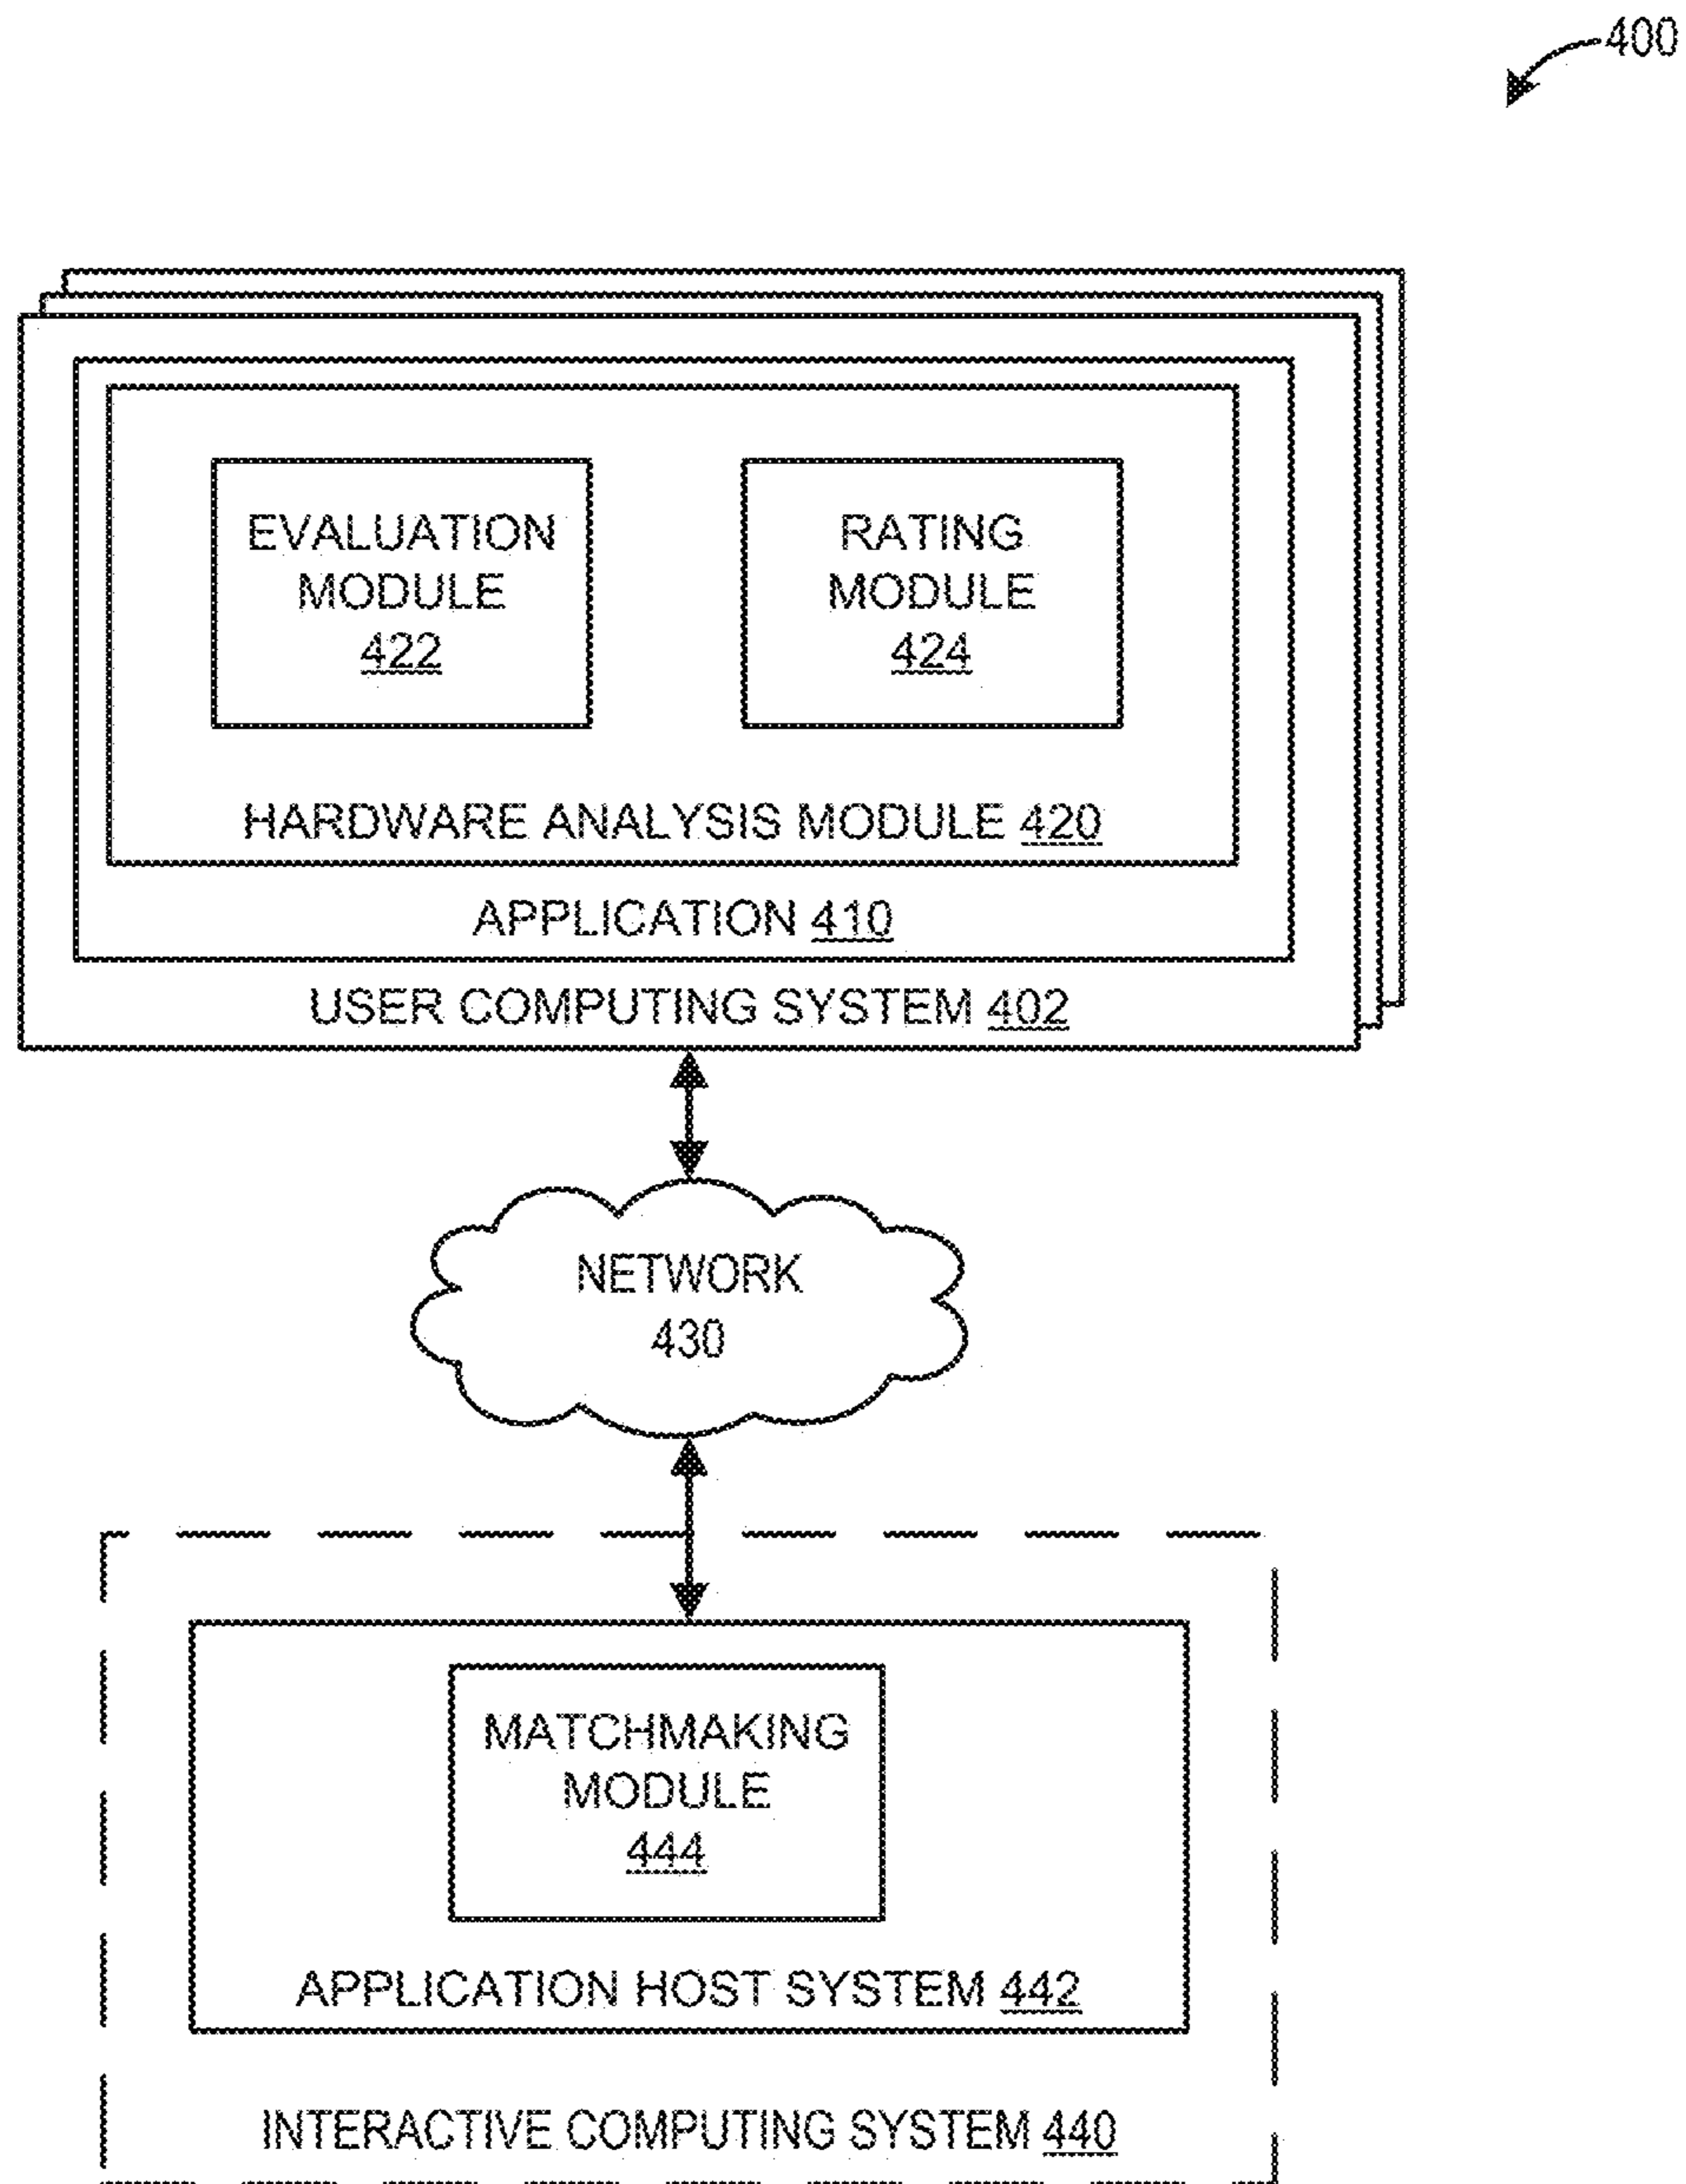 400
EVALUATION
MODULE
422
RATING
MODULE
424
HARDWARE ANALYSIS MODULE 420
APPLICATION 410
USER COMPUTING SYSTEM 402
NETWORK
430
MATCHMAKING
MODULE
444
APPLICATION HOST SYSTEM 442
INTERACTIVE COMPUTING SYSTEM 440